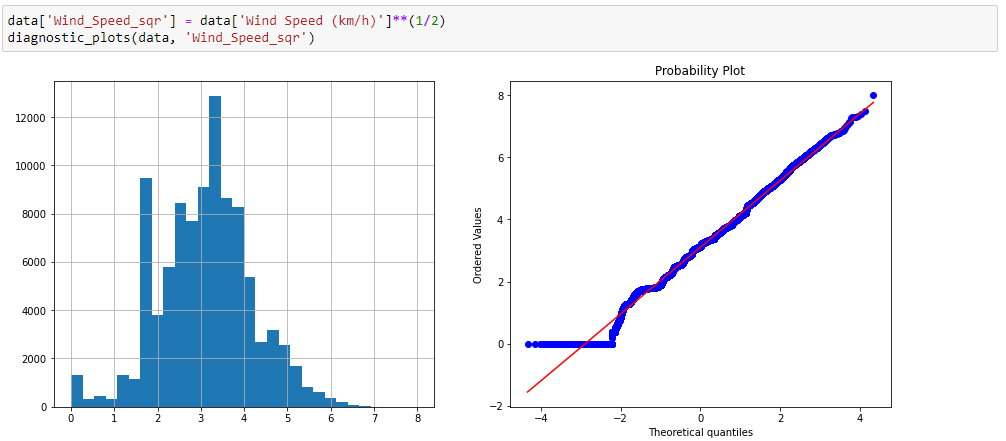 data['Wind_Speed_sqr'] = data['Wind Speed (km/h)']**(1/2)
diagnostic_plots(data, 'Wind_Speed_sqr')
12000
10000
8000
6000
4000
2000
0
0 1 2 3 4 5 6 7 8
Probability Plot
Ordered Values
8
6
4
2
0
−2
−4 −2 0 2 4
Theoretical quantiles